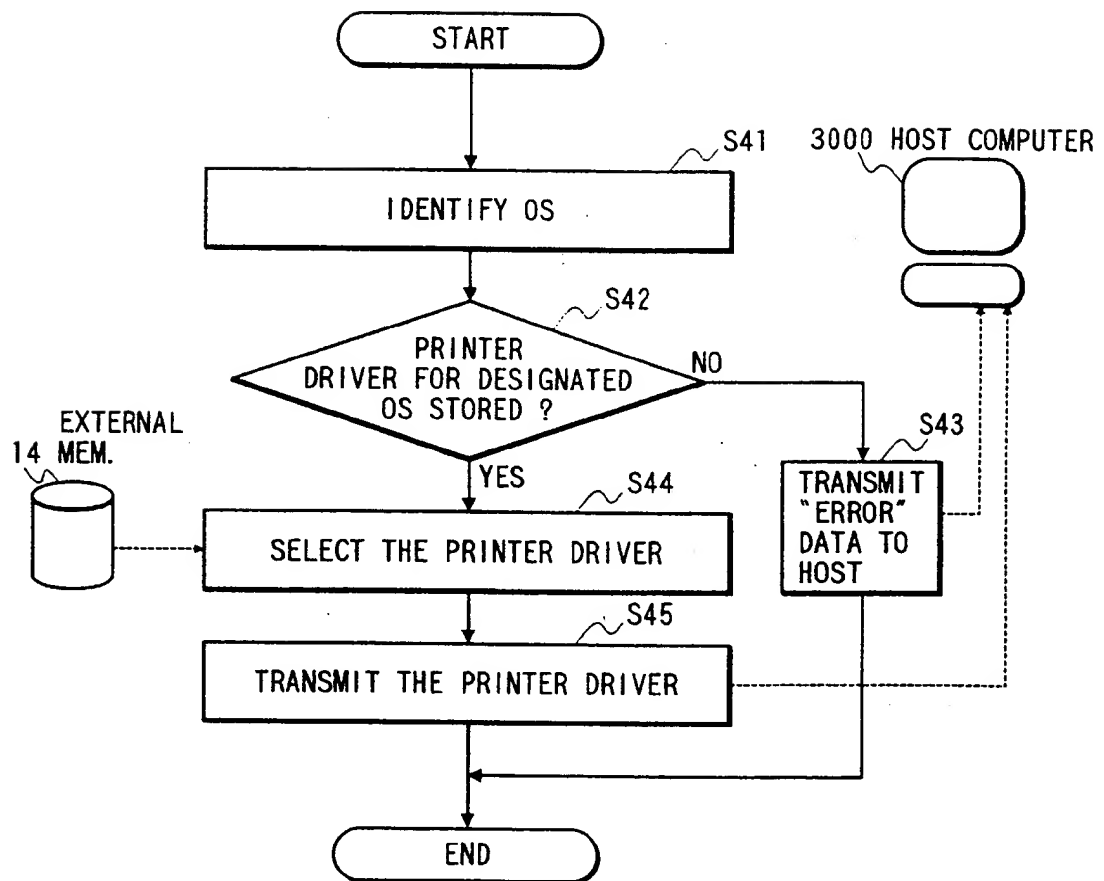 START
S41
3000 HOST COMPUTER
IDENTIFY OS
S42
PRINTER
DRIVER FOR DESIGNATED
OS STORED ?
NO
YES
EXTERNAL
14 MEM.
S43
TRANSMIT
"ERROR"
DATA TO
HOST
S44
SELECT THE PRINTER DRIVER
S45
TRANSMIT THE PRINTER DRIVER
END